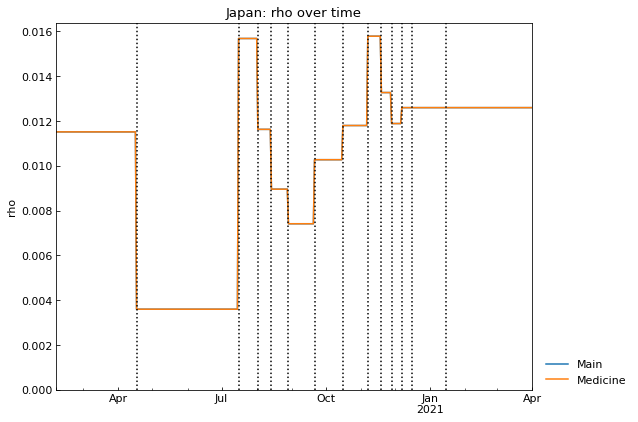 Japan: rho over time
0.016
0.014
0.012
0.010
0.008
0.006
0.004
0.002
0.000
rho
Apr
Jul
Oct
Jan
2021
Apr
Main
Medicine